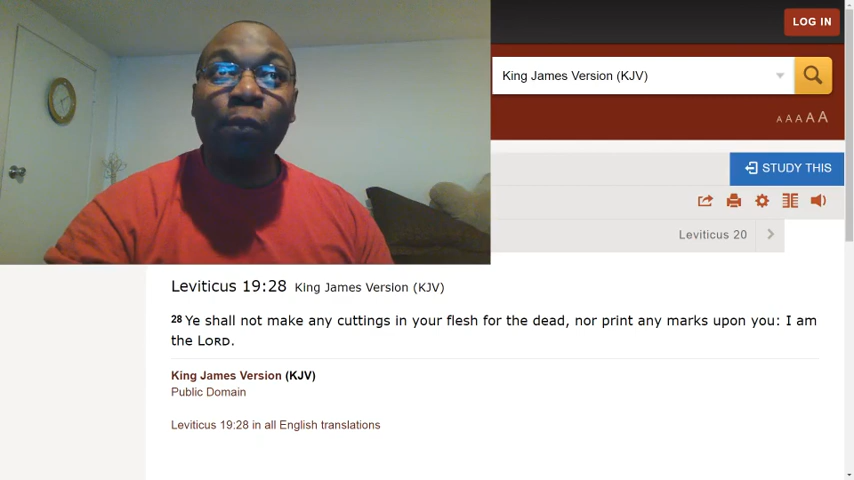 LOG IN
King James Version (KJV)
A A A A A
STUDY THIS
Leviticus 20
Leviticus 19:28 King James Version (KJV)
28 Ye shall not make any cuttings in your flesh for the dead, nor print any marks upon you: I am
the LORD.
King James Version (KJV)
Public Domain
Leviticus 19:28 in all English translations